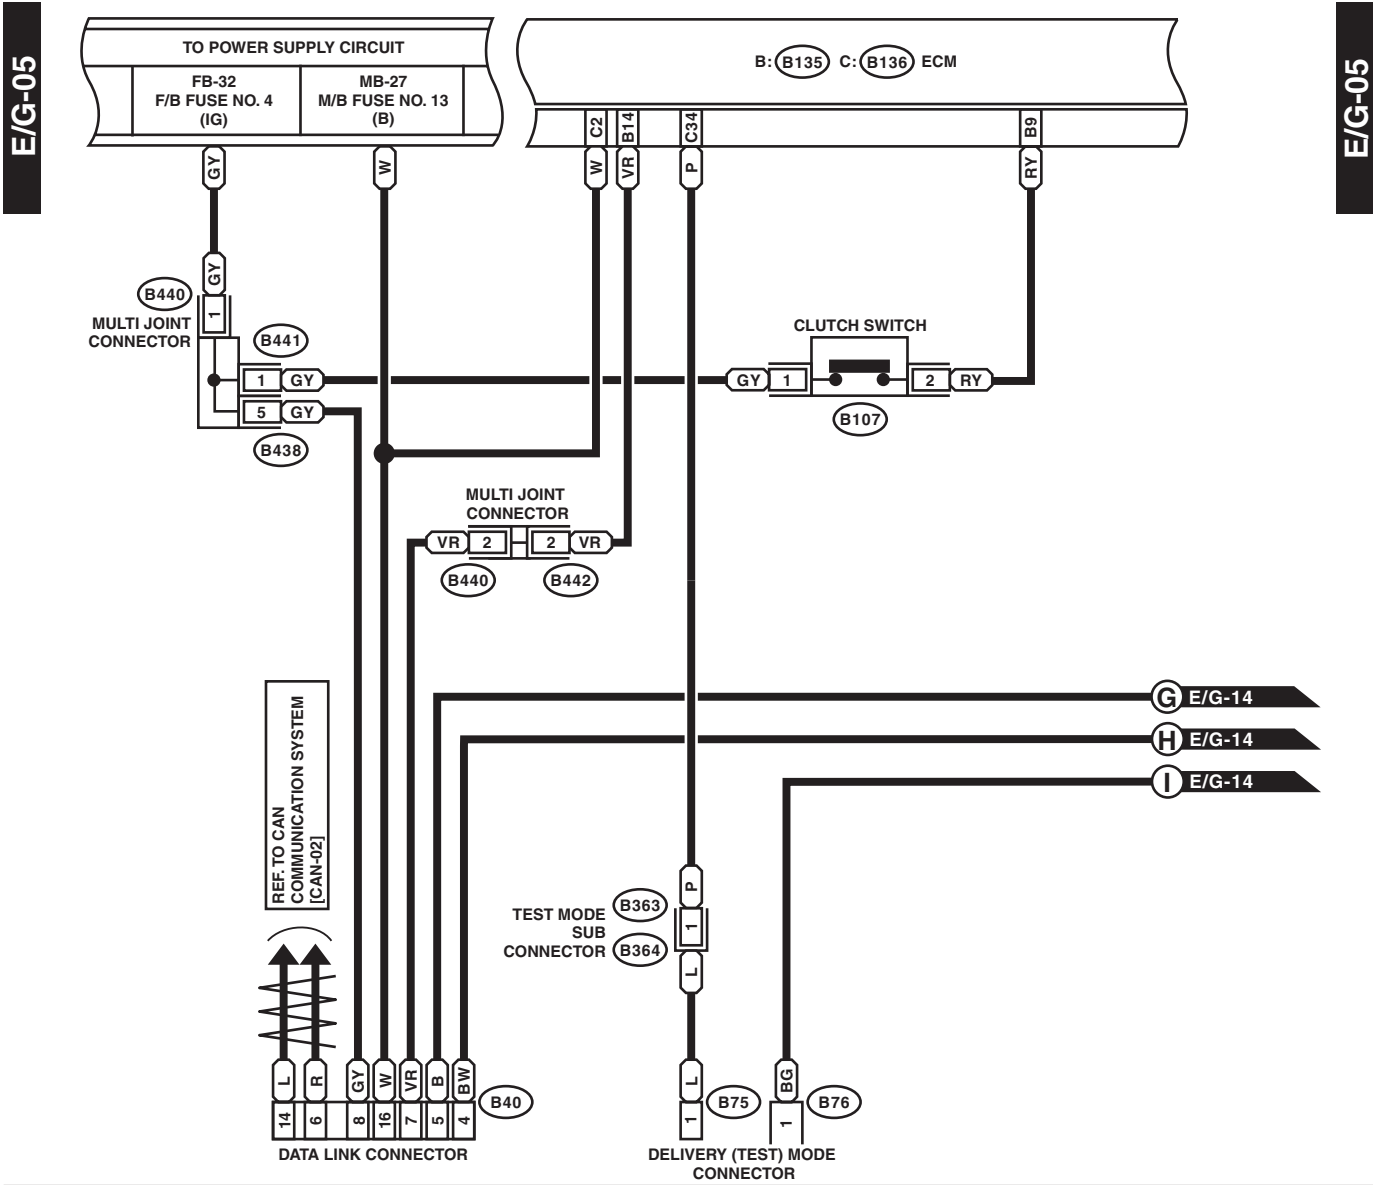 E/G-05
E/G-05
TO POWER SUPPLY CIRCUIT
FB-32
F/B FUSE NO. 4
(IG)
MB-27
M/B FUSE NO. 13
(B)
B: B135 C: B136 ECM
C2
B14
C34
B9
GY
W
W
VR
P
RY
GY
B440
1
MULTI JOINT
CONNECTOR
B441
1 GY
5 GY
B438
CLUTCH SWITCH
GY 1
2 RY
B107
MULTI JOINT
CONNECTOR
VR 2
2 VR
B440
B442
G E/G-14
H E/G-14
I E/G-14
REF. TO CAN
COMMUNICATION SYSTEM
[CAN-02]
P
B363
1
TEST MODE
SUB
CONNECTOR
B364
L
L
R
GY
W
VR
B
BW
14
6
8
16
7
5
4
B40
DATA LINK CONNECTOR
L
1
B75
BG
1
B76
DELIVERY (TEST) MODE
CONNECTOR